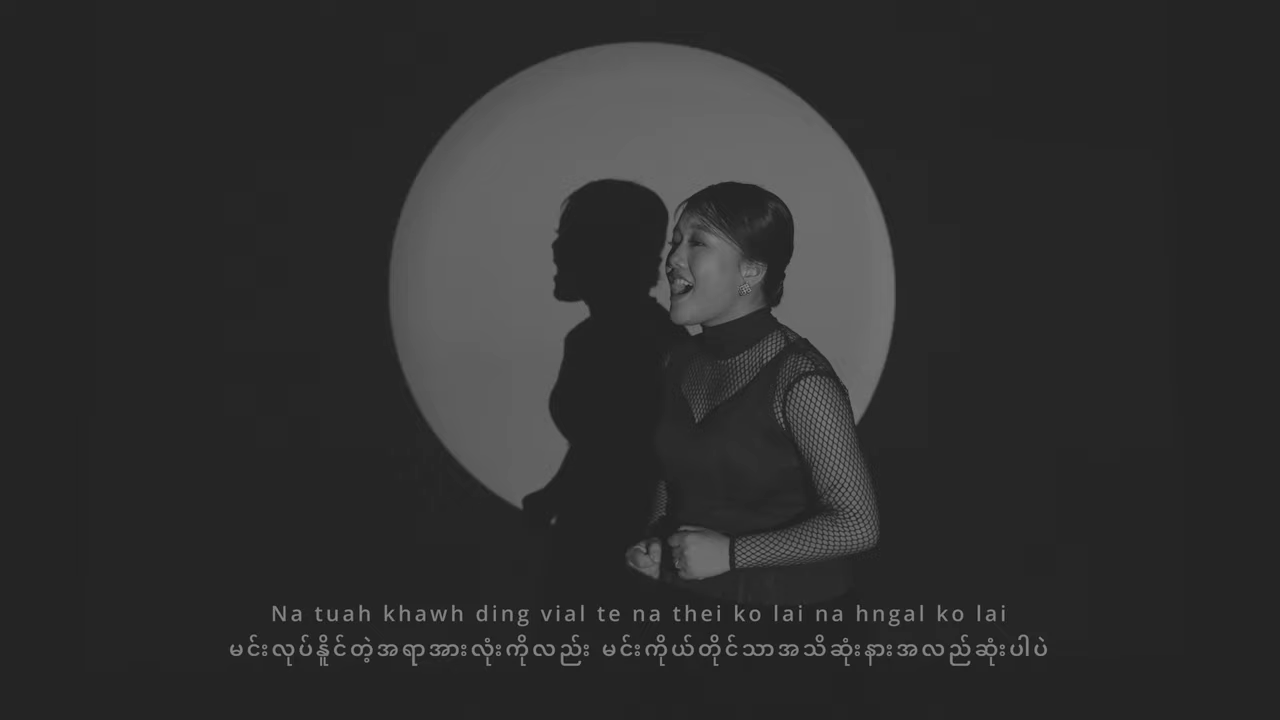 Na tuah khawh ding vial te na thei ko lai na hngal ko lai
မင်းလုပ်နိူင်တဲ့အရာအားလုံးကိုလည်း မင်းကိုယ်တိုင်သာအသိဆုံးနားအလည်ဆုံးပါပဲ